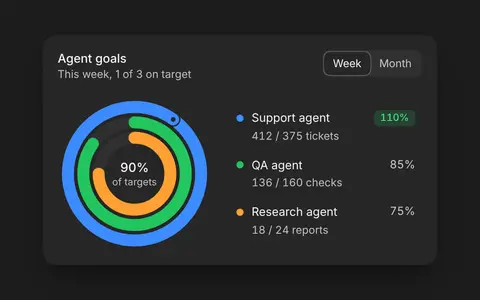 Agent goals
This week, 1 of 3 on target
Week
Month
90%
of targets
Support agent
110%
412 / 375 tickets
QA agent
85%
136 / 160 checks
Research agent
75%
18 / 24 reports